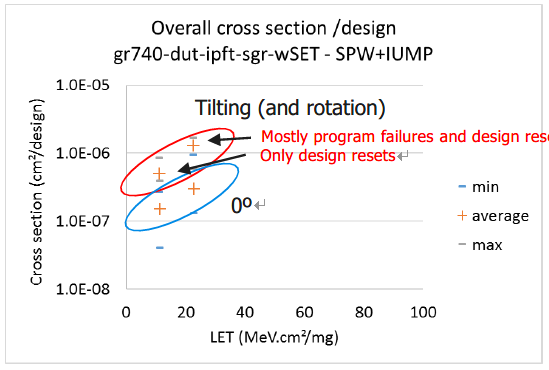 Overall cross section /design
gr740-dut-ipft-sgr-wSET - SPW+IUMP
Cross section (cm²/design)
1.0E-05
1.0E-06
1.0E-07
1.0E-08
Tilting (and rotation)
Mostly program failures and design res
Only design resets↵
0º↵
min
average
max
0 20 40 60 80 100
LET (MeV.cm²/mg)